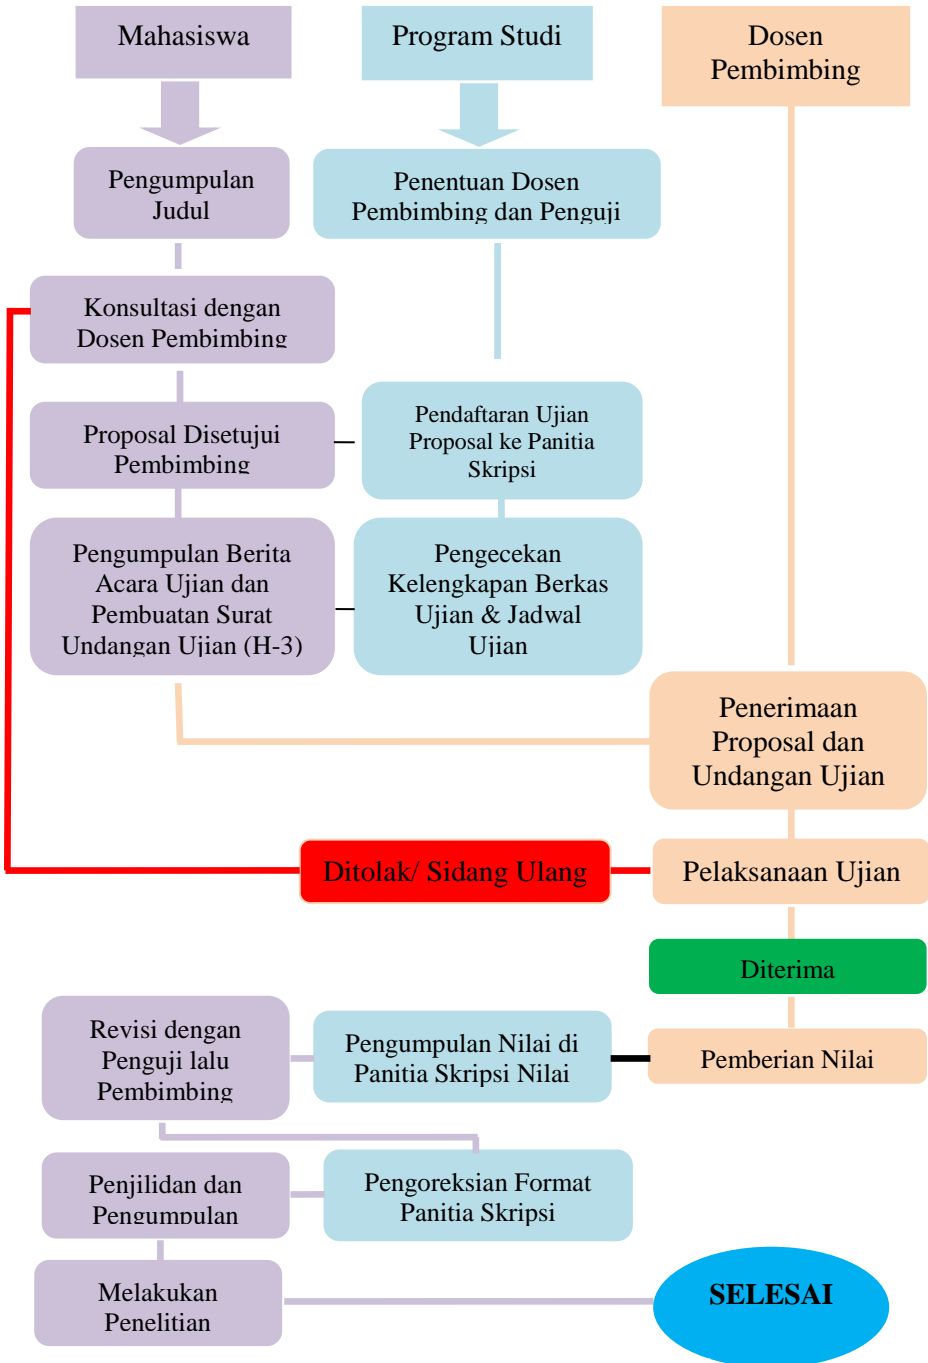 Mahasiswa
Program Studi
Dosen
Pembimbing
Pengumpulan
Judul
Penentuan Dosen
Pembimbing dan Penguji
Konsultasi dengan
Dosen Pembimbing
Proposal Disetujui
Pembimbing
Pendaftaran Ujian
Proposal ke Panitia
Skripsi
Pengumpulan Berita
Acara Ujian dan
Pembuatan Surat
Undangan Ujian (H-3)
Pengecekan
Kelengkapan Berkas
Ujian & Jadwal
Ujian
Penerimaan
Proposal dan
Undangan Ujian
Ditolak/ Sidang Ulang
Pelaksanaan Ujian
Diterima
Revisi dengan
Penguji lalu
Pembimbing
Pengumpulan Nilai di
Panitia Skripsi Nilai
Pemberian Nilai
Penjilidan dan
Pengumpulan
Pengoreksian Format
Panitia Skripsi
Melakukan
Penelitian
SELESAI